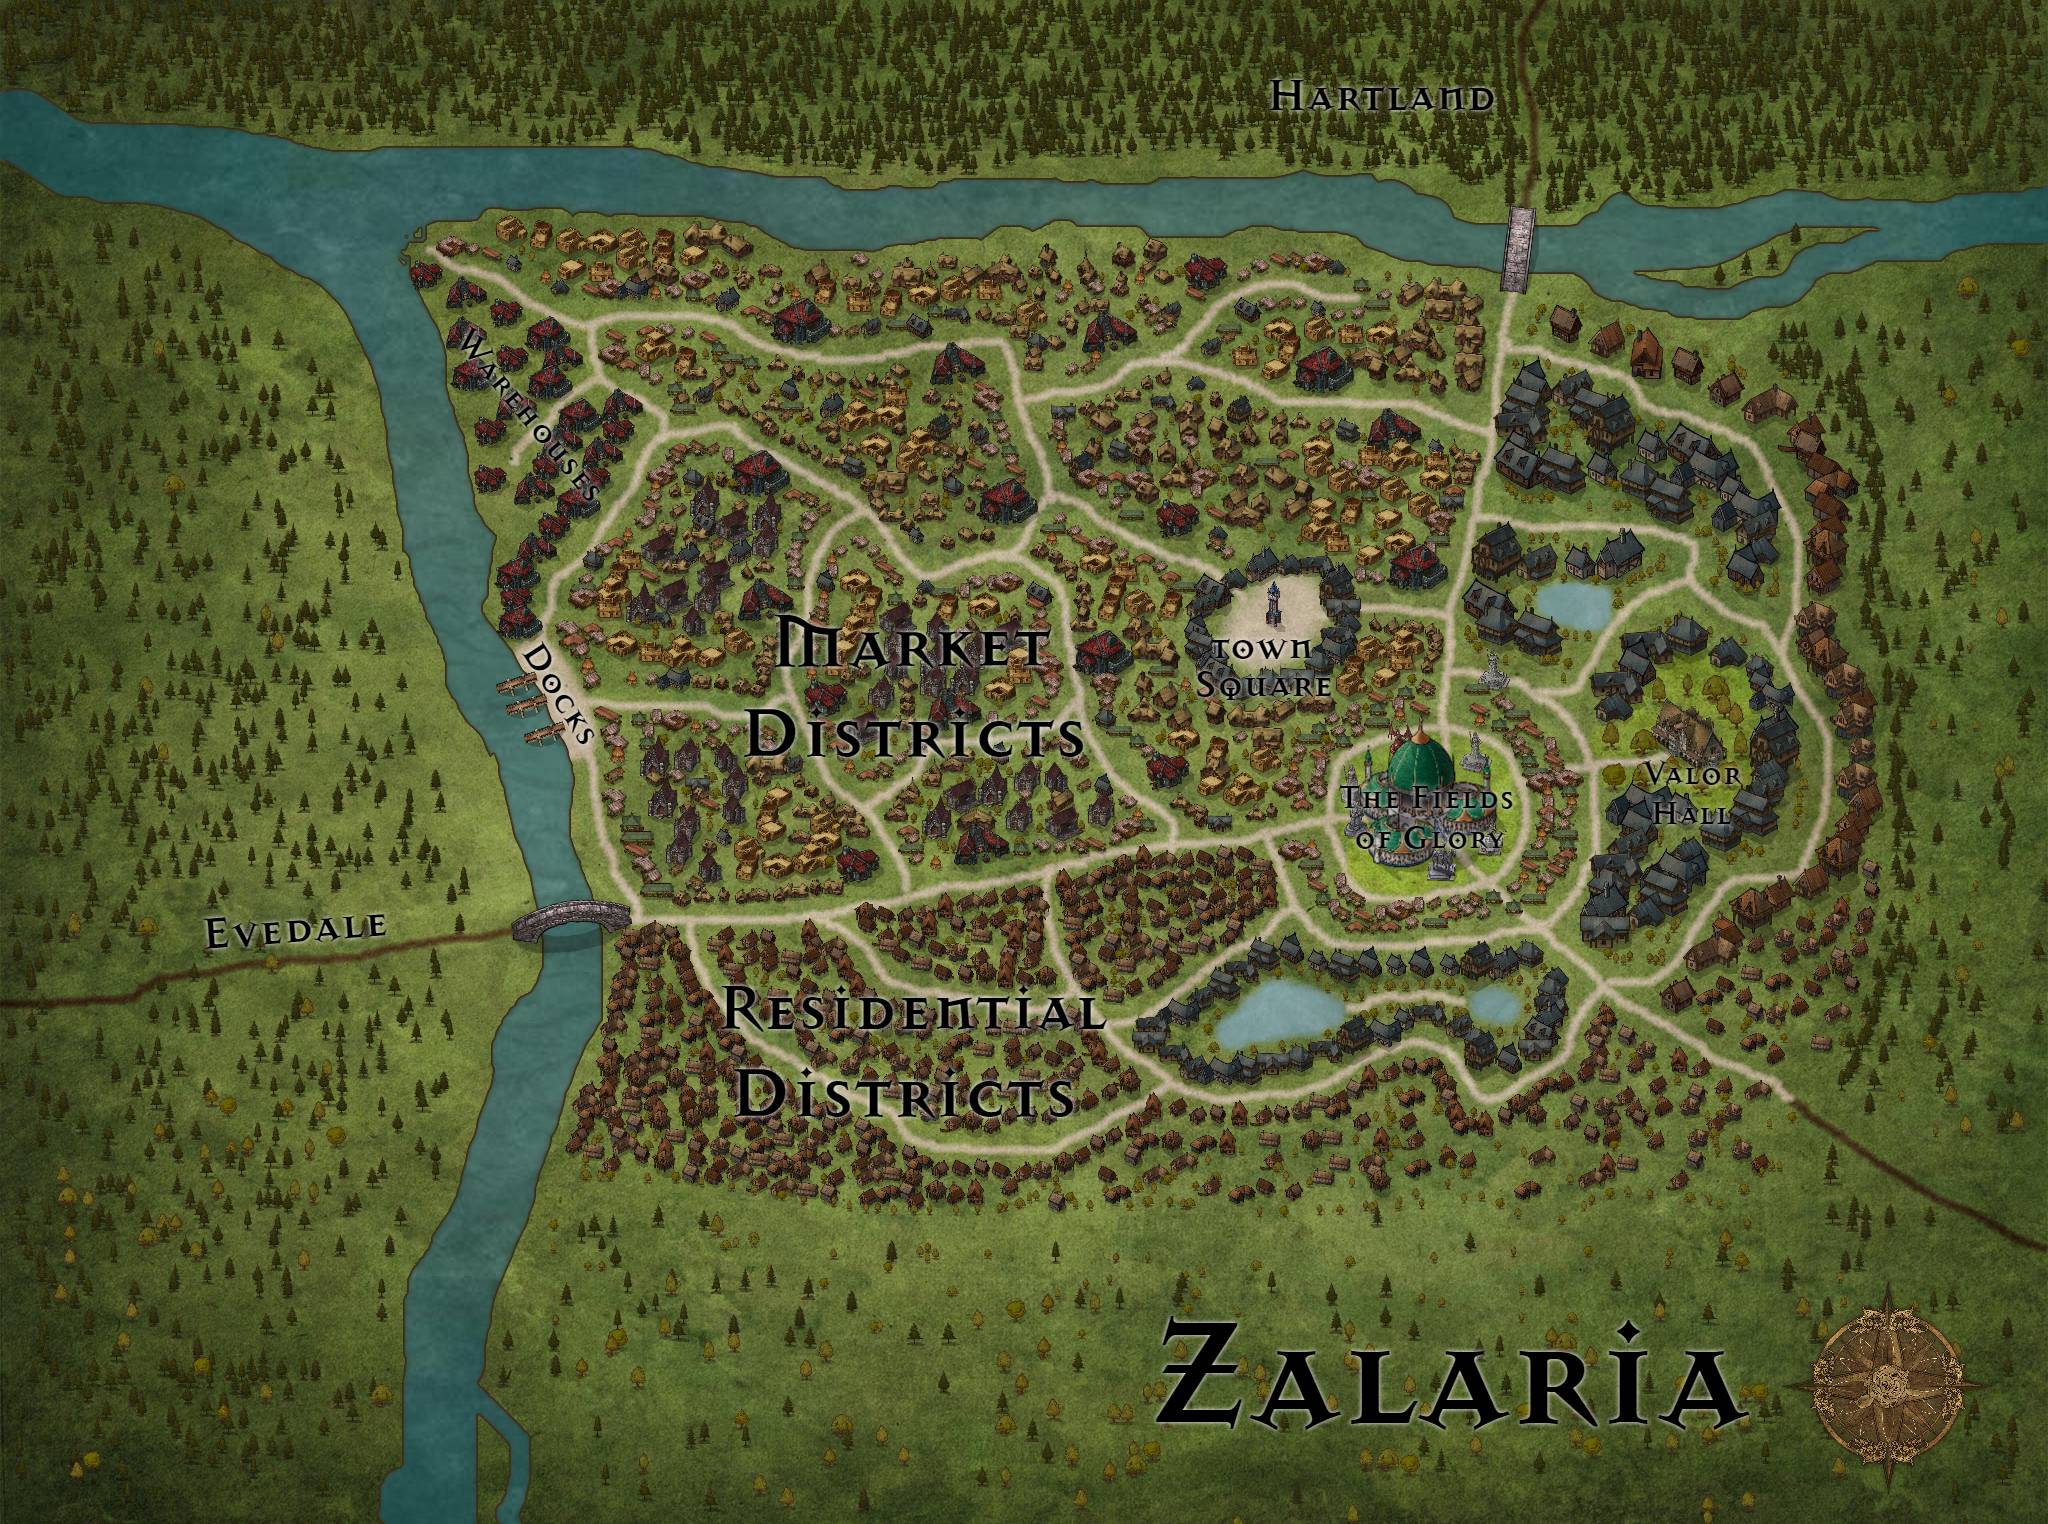 Hartland
Warehouses
Market
Districts
Town
Square
Docks
Valor
Hall
The Fields
of Glory
Evedale
Residential
Districts
Zalaria